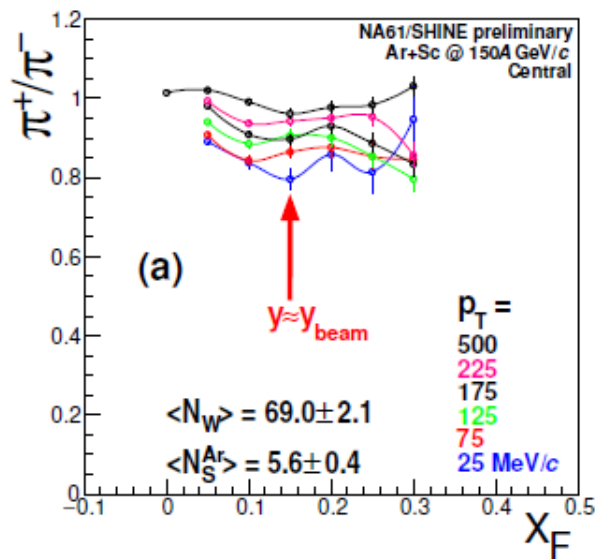 NA61/SHINE preliminary
Ar+Sc @ 150A GeV/c
Central
π⁺/π⁻
1.2
1
0.8
0.6
0.4
0.2
0
(a)
y≈y_beam
p_T =
500
225
175
125
75
25 MeV/c
<N_W> = 69.0±2.1
<N_S^Ar> = 5.6±0.4
−0.1 0 0.1 0.2 0.3 0.4 0.5
X_F